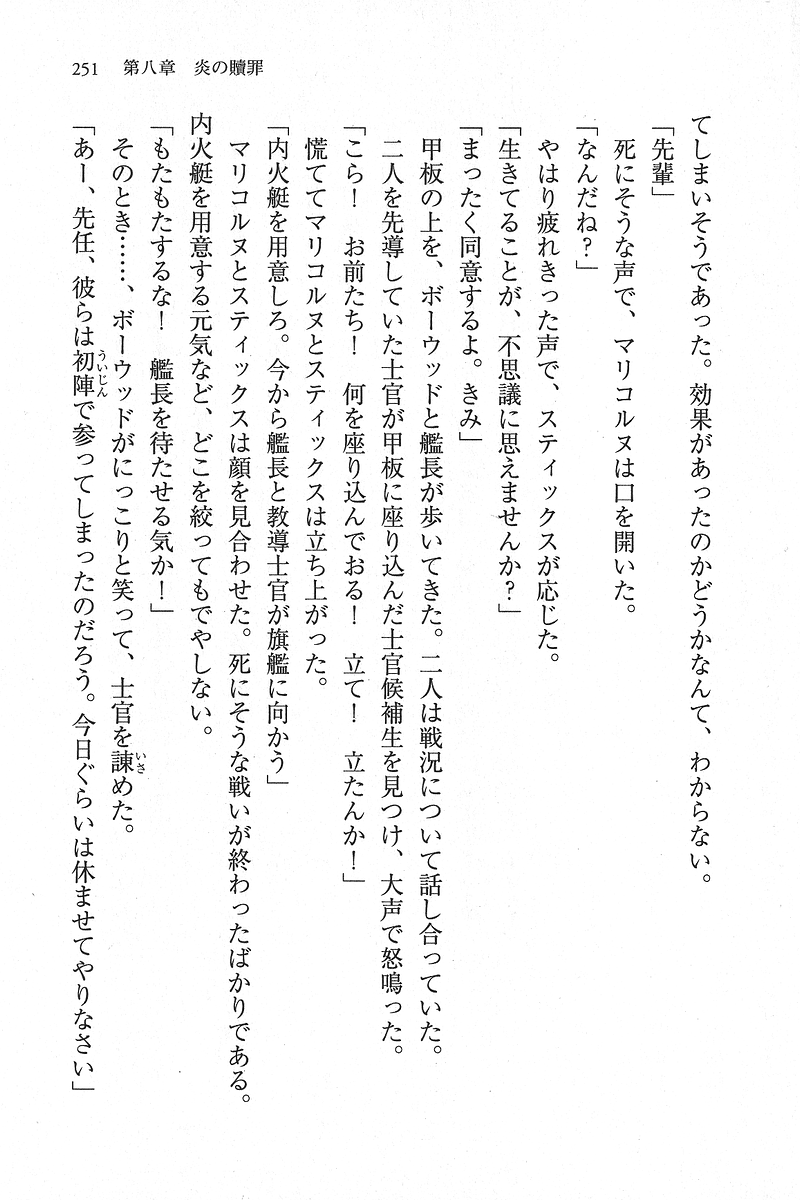 251 第八章 炎の贖罪
てしまいそうであった。効果があったのかどうかなんて、わからない。
「先輩」
死にそうな声で、マリコルヌは口を開いた。
「なんだね?」
やはり疲れきった声で、スティックスが応じた。
「生きてることが、不思議に思えませんか?」
「まったく同意するよ。きみ」
甲板の上を、ボーウッドと艦長が歩いてきた。二人は戦況について話し合っていた。
二人を先導していた士官が甲板に座り込んだ士官候補生を見つけ、大声で怒鳴った。
「こら! お前たち! 何を座り込んでおる! 立て! 立たんか!」
慌ててマリコルヌとスティックスは立ち上がった。
「内火艇を用意しろ。今から艦長と教導士官が旗艦に向かう」
マリコルヌとスティックスは顔を見合わせた。死にそうな戦いが終わったばかりである。
内火艇を用意する元気など、どこを絞ってもでやしない。
「もたもたするな! 艦長を待たせる気か!」
そのとき……、ボーウッドがにっこりと笑って、士官を諌めた。
「あー、先任、彼らは初陣で参ってしまったのだろう。今日ぐらいは休ませてやりなさい」